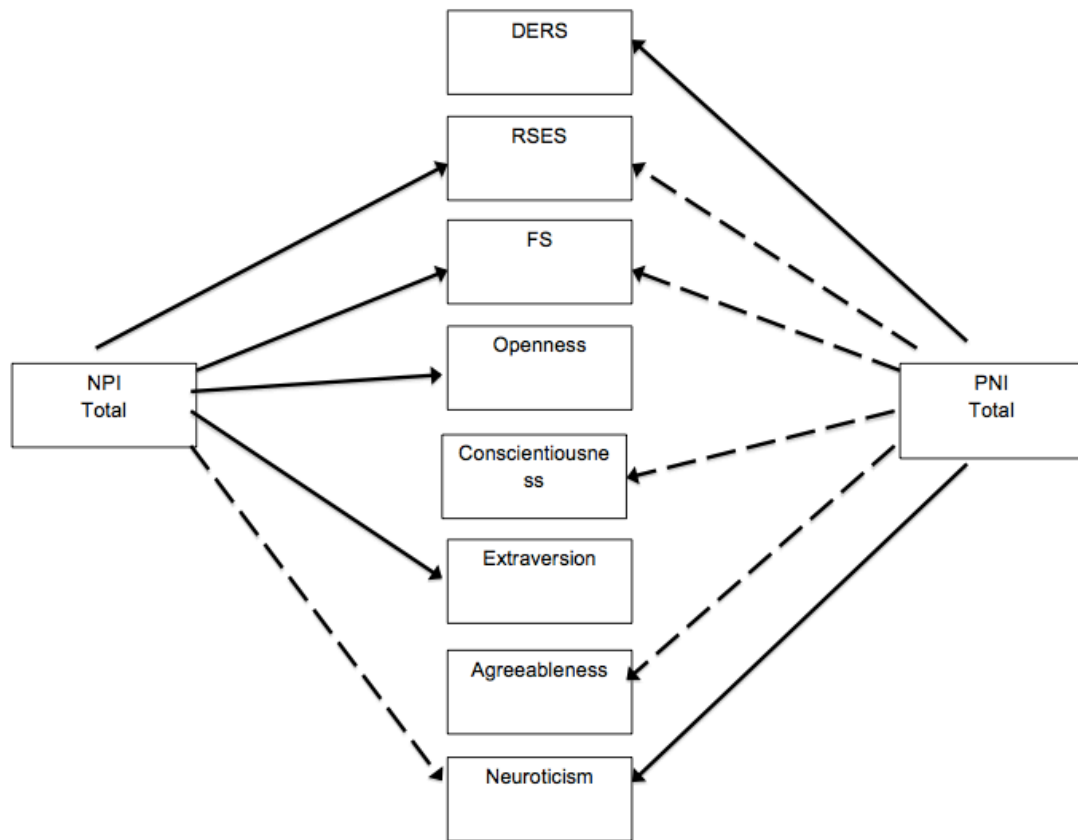 DERS
RSES
FS
Openness
NPI
Total
PNI
Total
Conscientiousne
ss
Extraversion
Agreeableness
Neuroticism